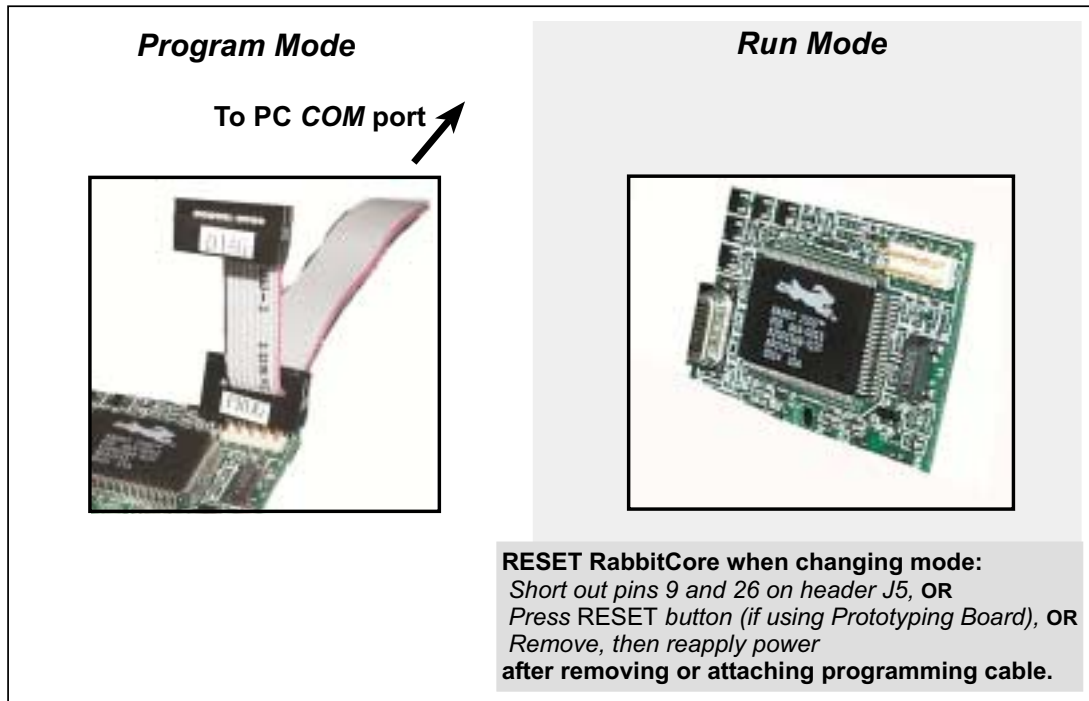 Program Mode
Run Mode
To PC COM port
DIAG
PROG
RESET RabbitCore when changing mode:
Short out pins 9 and 26 on header J5, OR
Press RESET button (if using Prototyping Board), OR
Remove, then reapply power
after removing or attaching programming cable.